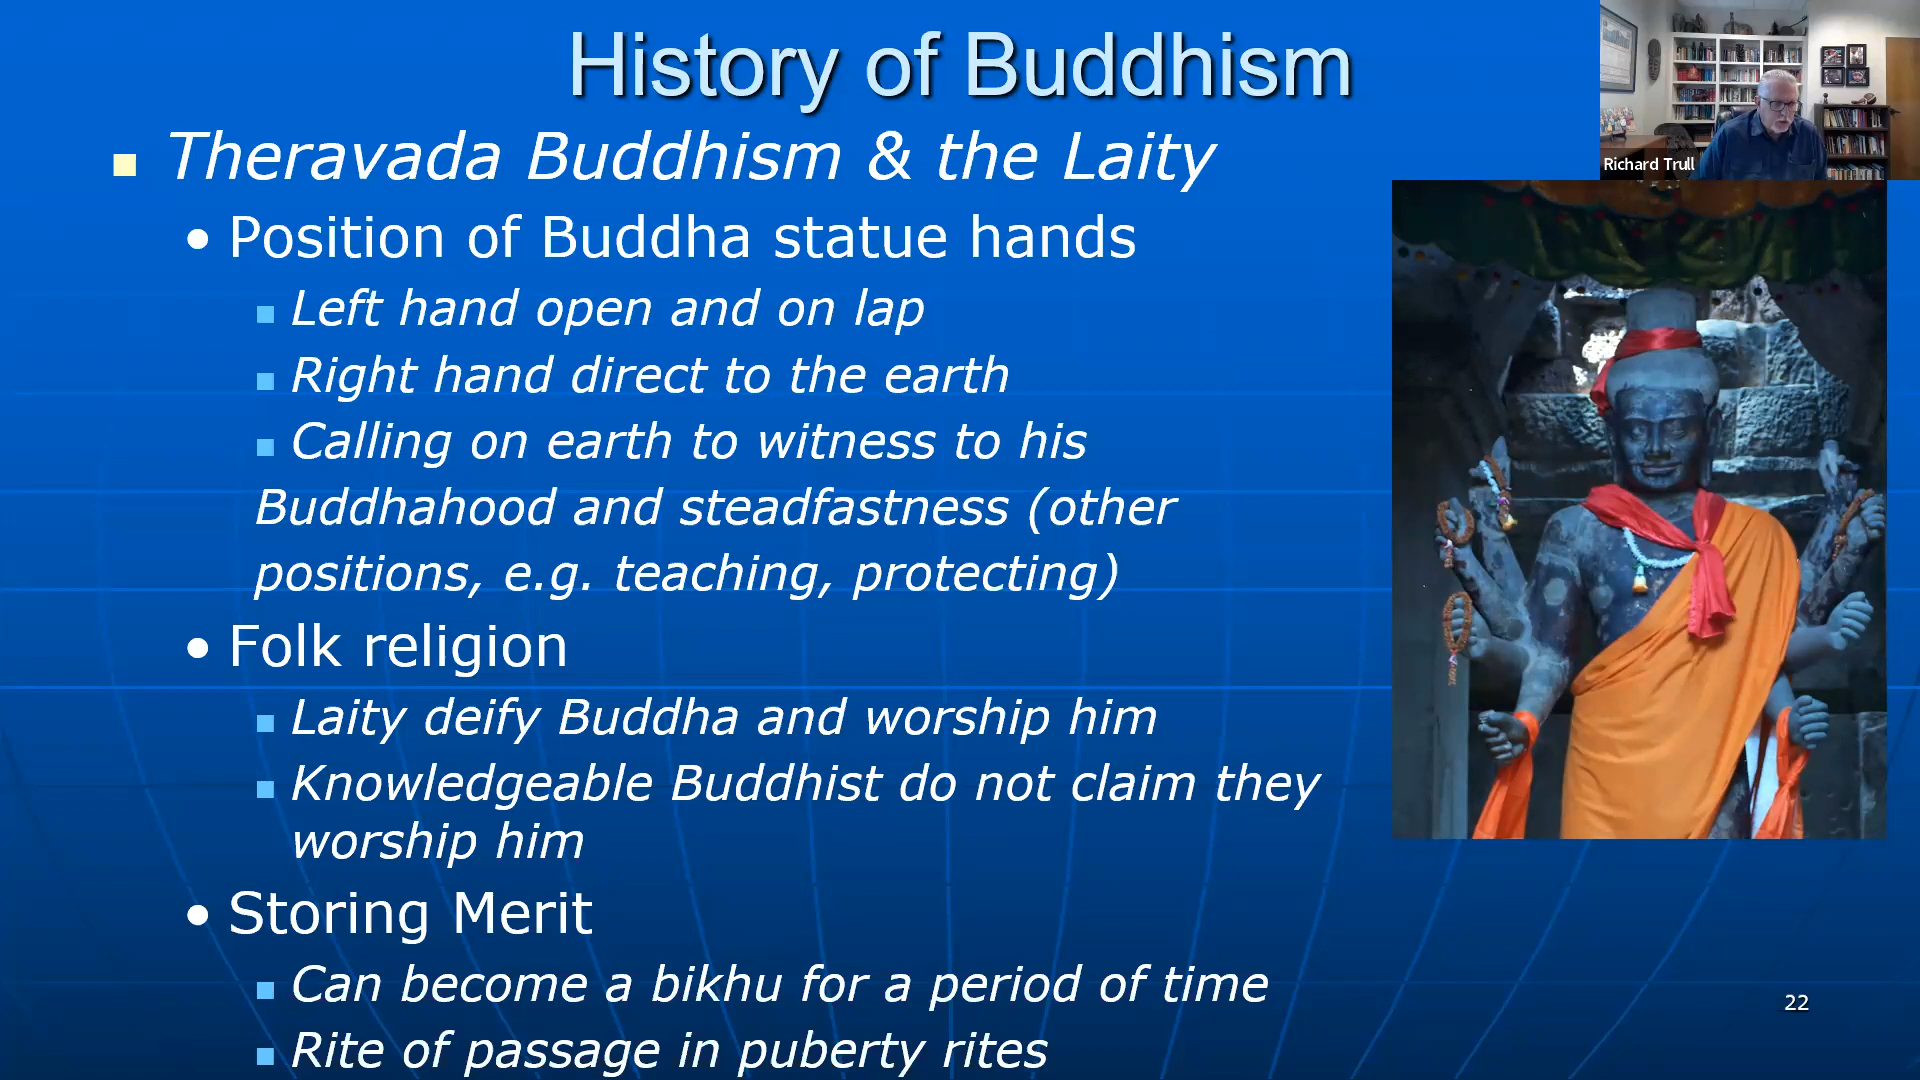 History of Buddhism
Theravada Buddhism & the Laity
Richard Trull
• Position of Buddha statue hands
Left hand open and on lap
Right hand direct to the earth
Calling on earth to witness to his
Buddhahood and steadfastness (other
positions, e.g. teaching, protecting)
• Folk religion
Laity deify Buddha and worship him
Knowledgeable Buddhist do not claim they
worship him
• Storing Merit
Can become a bikhu for a period of time
22
Rite of passage in puberty rites